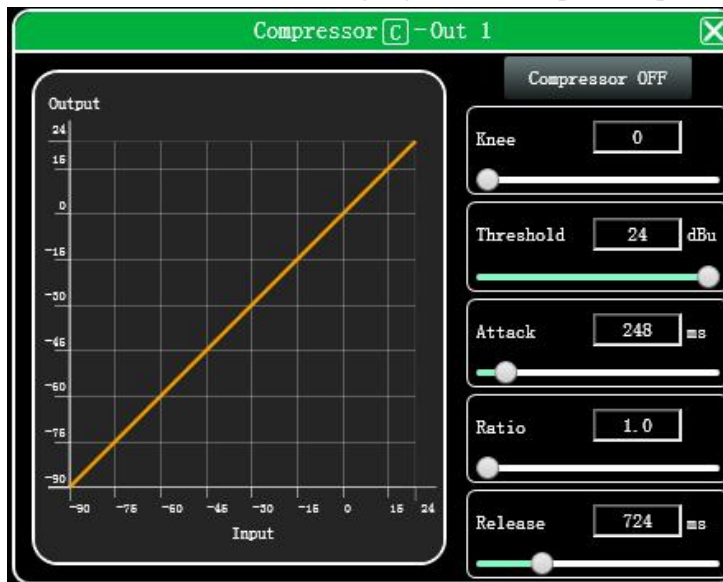 Compressor C-Out 1
Compressor OFF
Output
24
15
0
-15
-30
-45
-60
-75
-90
-90 -75 -60 -45 -30 -15 0 15 24
Input
Knee 0
Threshold 24 dBu
Attack 248 ms
Ratio 1.0
Release 724 ms